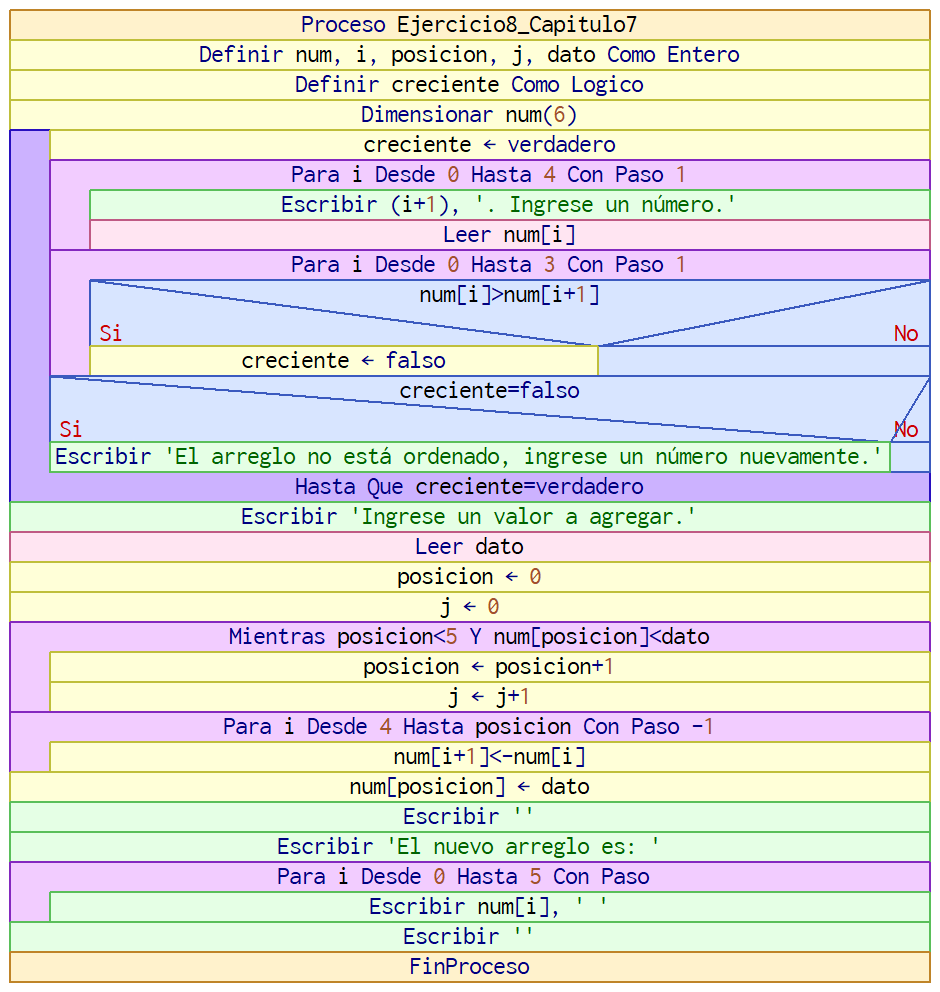 Proceso Ejercicio8_Capitulo7
Definir num, i, posicion, j, dato Como Entero
Definir creciente Como Logico
Dimensionar num(6)
creciente ← verdadero
Para i Desde 0 Hasta 4 Con Paso 1
Escribir (i+1), '. Ingrese un número.'
Leer num[i]
Para i Desde 0 Hasta 3 Con Paso 1
num[i]>num[i+1]
Si No
creciente ← falso
creciente=falso
Si No
Escribir 'El arreglo no está ordenado, ingrese un número nuevamente.'
Hasta Que creciente=verdadero
Escribir 'Ingrese un valor a agregar.'
Leer dato
posicion ← 0
j ← 0
Mientras posicion<5 Y num[posicion]<dato
posicion ← posicion+1
j ← j+1
Para i Desde 4 Hasta posicion Con Paso -1
num[i+1]<-num[i]
num[posicion] ← dato
Escribir ''
Escribir 'El nuevo arreglo es: '
Para i Desde 0 Hasta 5 Con Paso
Escribir num[i], ' '
Escribir ''
FinProceso